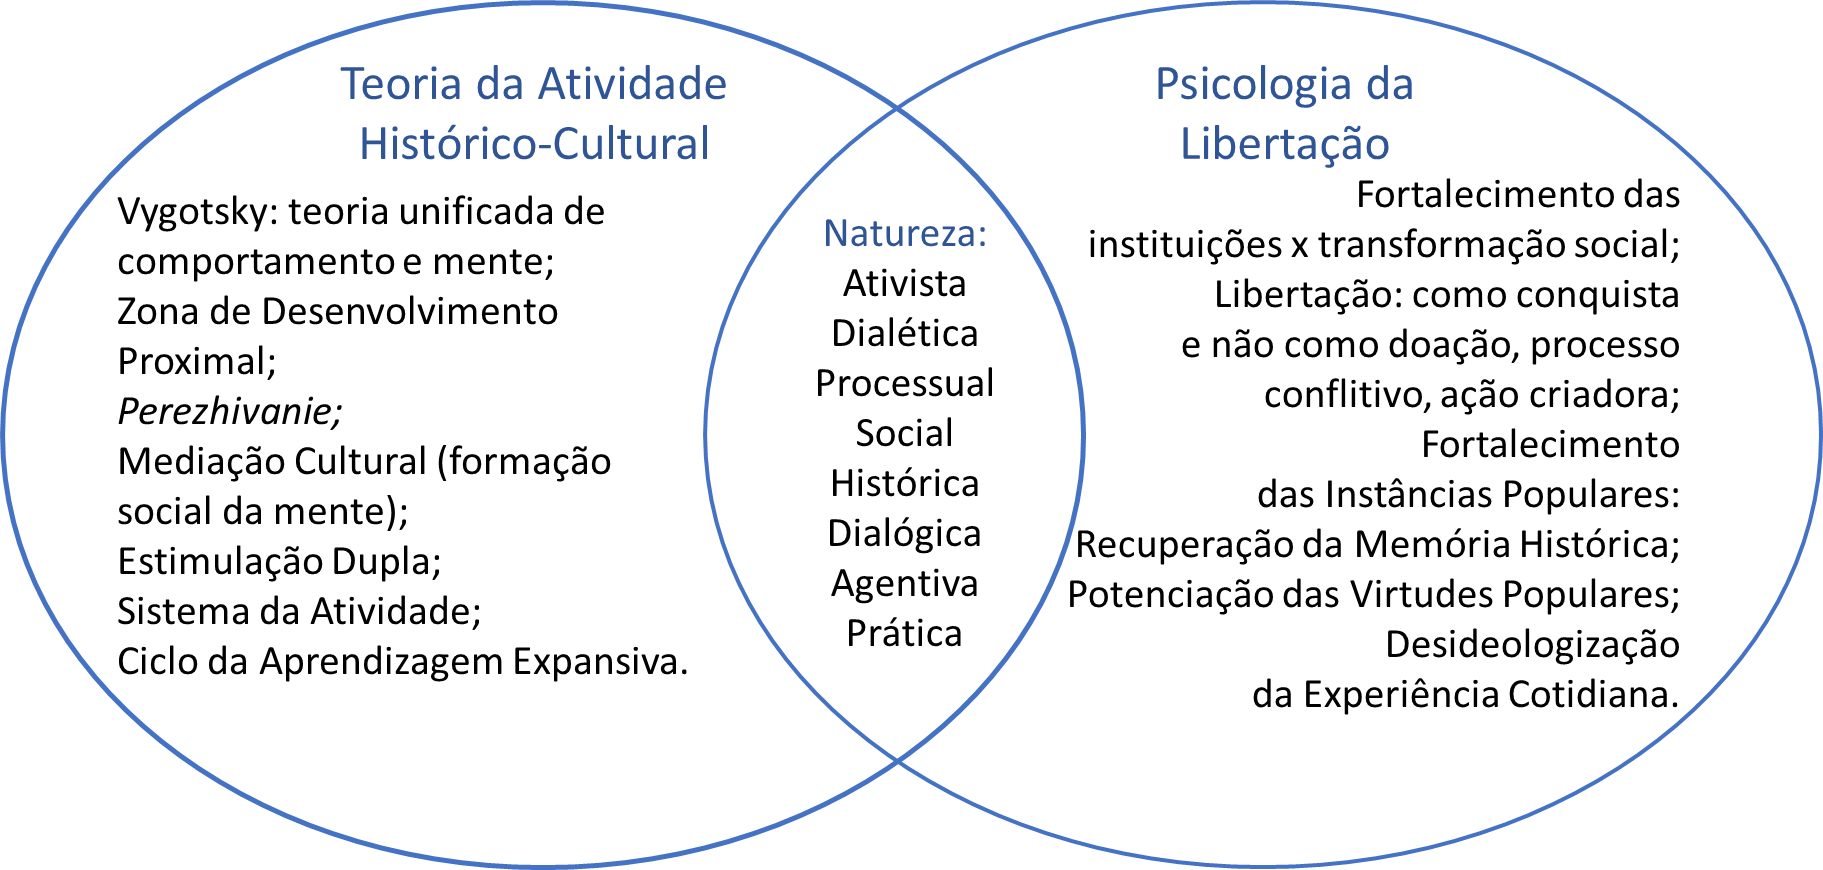 Teoria da Atividade
Histórico-Cultural
Vygotsky: teoria unificada de
comportamento e mente;
Zona de Desenvolvimento
Proximal;
Perezhivanie;
Mediação Cultural (formação
social da mente);
Estimulação Dupla;
Sistema da Atividade;
Ciclo da Aprendizagem Expansiva.
Natureza:
Ativista
Dialética
Processual
Social
Histórica
Dialógica
Agentiva
Prática
Psicologia da
Libertação
Fortalecimento das
instituições x transformação social;
Libertação: como conquista
e não como doação, processo
conflitivo, ação criadora;
Fortalecimento
das Instâncias Populares:
Recuperação da Memória Histórica;
Potenciação das Virtudes Populares;
Desideologização
da Experiência Cotidiana.